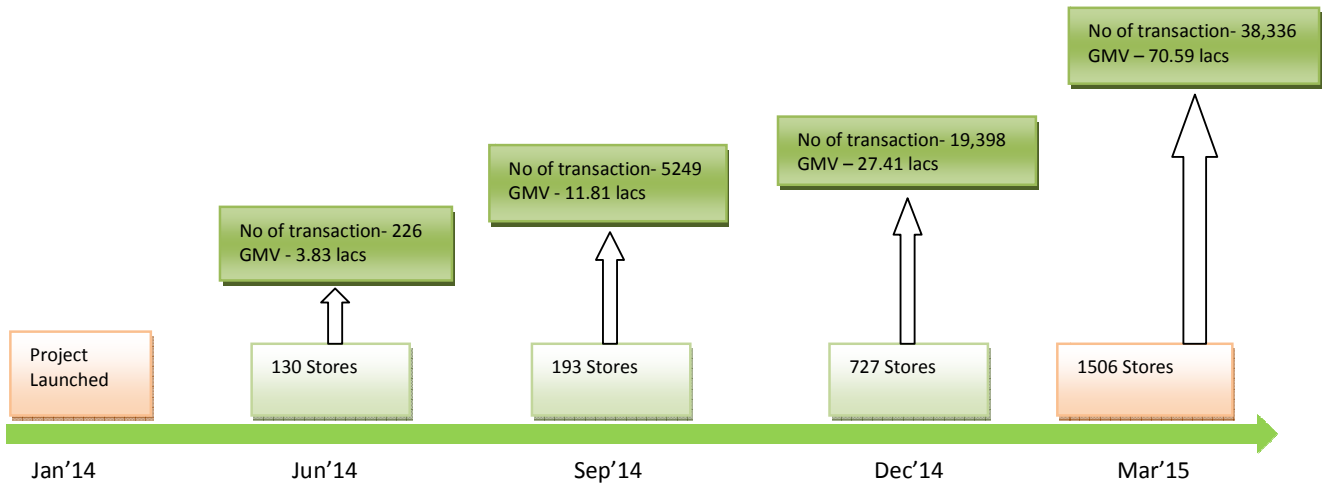 No of transaction- 38,336
GMV – 70.59 lacs
No of transaction- 19,398
GMV – 27.41 lacs
No of transaction- 5249
GMV - 11.81 lacs
No of transaction- 226
GMV - 3.83 lacs
Project
Launched
130 Stores
193 Stores
727 Stores
1506 Stores
Jan’14
Jun’14
Sep’14
Dec’14
Mar’15